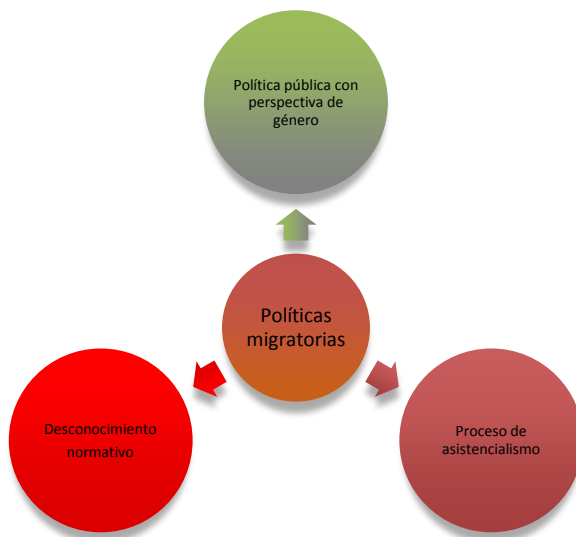 Política pública con
perspectiva de
género
Políticas
migratorias
Desconocimiento
normativo
Proceso de
asistencialismo